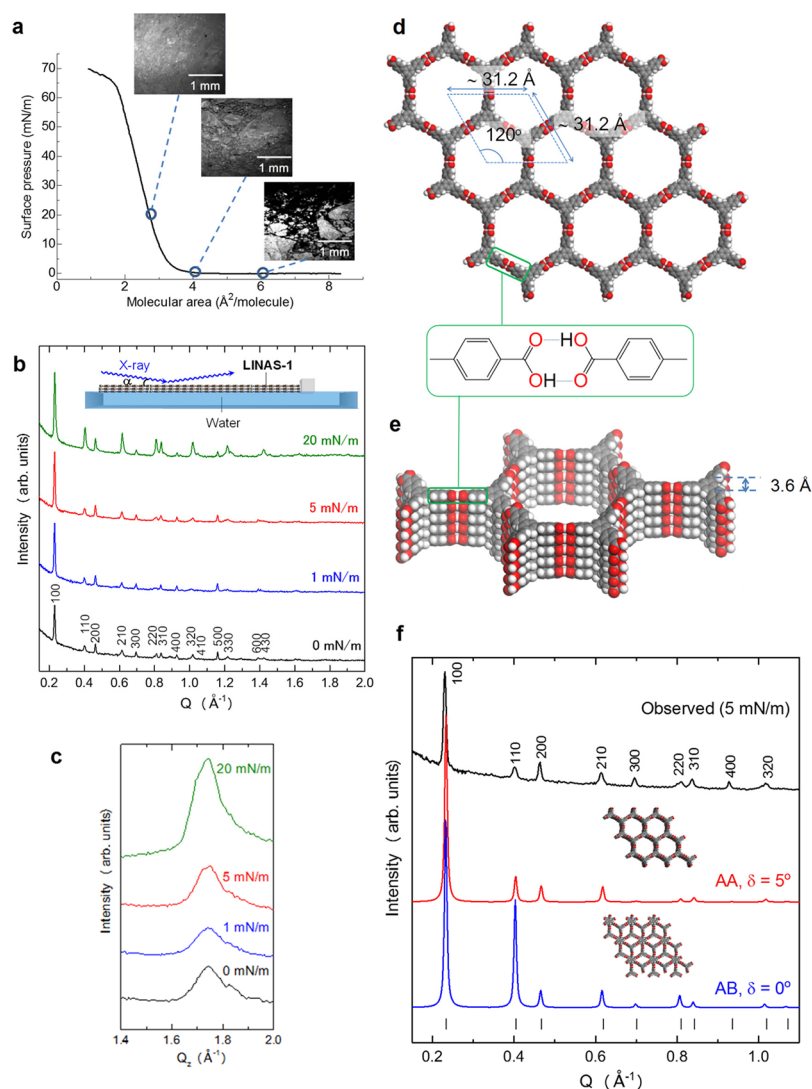 a
Surface pressure (mN/m)
70
60
50
40
30
20
10
0
0
2
4
6
8
Molecular area (Å²/molecule)
1 mm
1 mm
1 mm
b
Intensity (arb. units)
X-ray
α
LINAS-1
Water
20 mN/m
5 mN/m
1 mN/m
0 mN/m
100
110
200
210
300
220
310
400
320
410
500
330
600
430
0.2 0.4 0.6 0.8 1.0 1.2 1.4 1.6 1.8 2.0
Q (Å⁻¹)
c
Intensity (arb. units)
20 mN/m
5 mN/m
1 mN/m
0 mN/m
1.4 1.6 1.8 2.0
Q_z (Å⁻¹)
d
~ 31.2 Å
~ 31.2 Å
120º
O
HO
OH
O
e
3.6 Å
f
Intensity (arb. units)
100
110
200
210
300
220
310
400
320
Observed (5 mN/m)
AA, δ = 5º
AB, δ = 0º
0.2 0.4 0.6 0.8 1.0
Q (Å⁻¹)